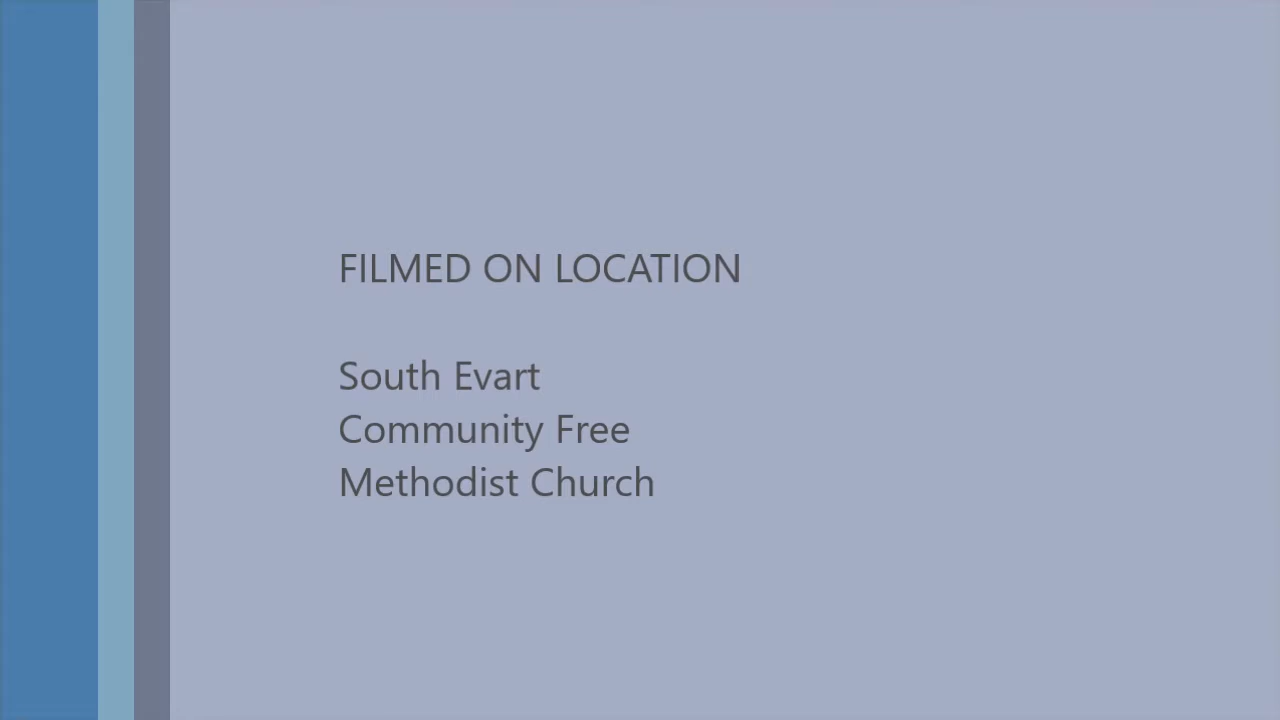 FILMED ON LOCATION
South Evart
Community Free
Methodist Church